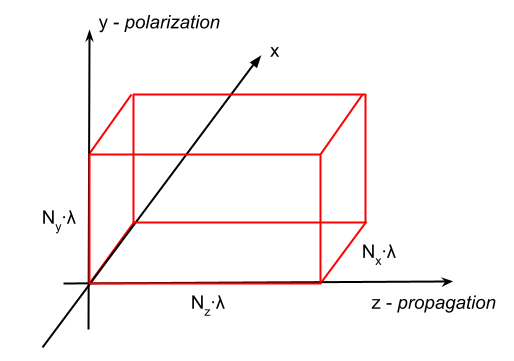 y - polarization
x
Ny·λ
Nx·λ
Nz·λ
z - propagation